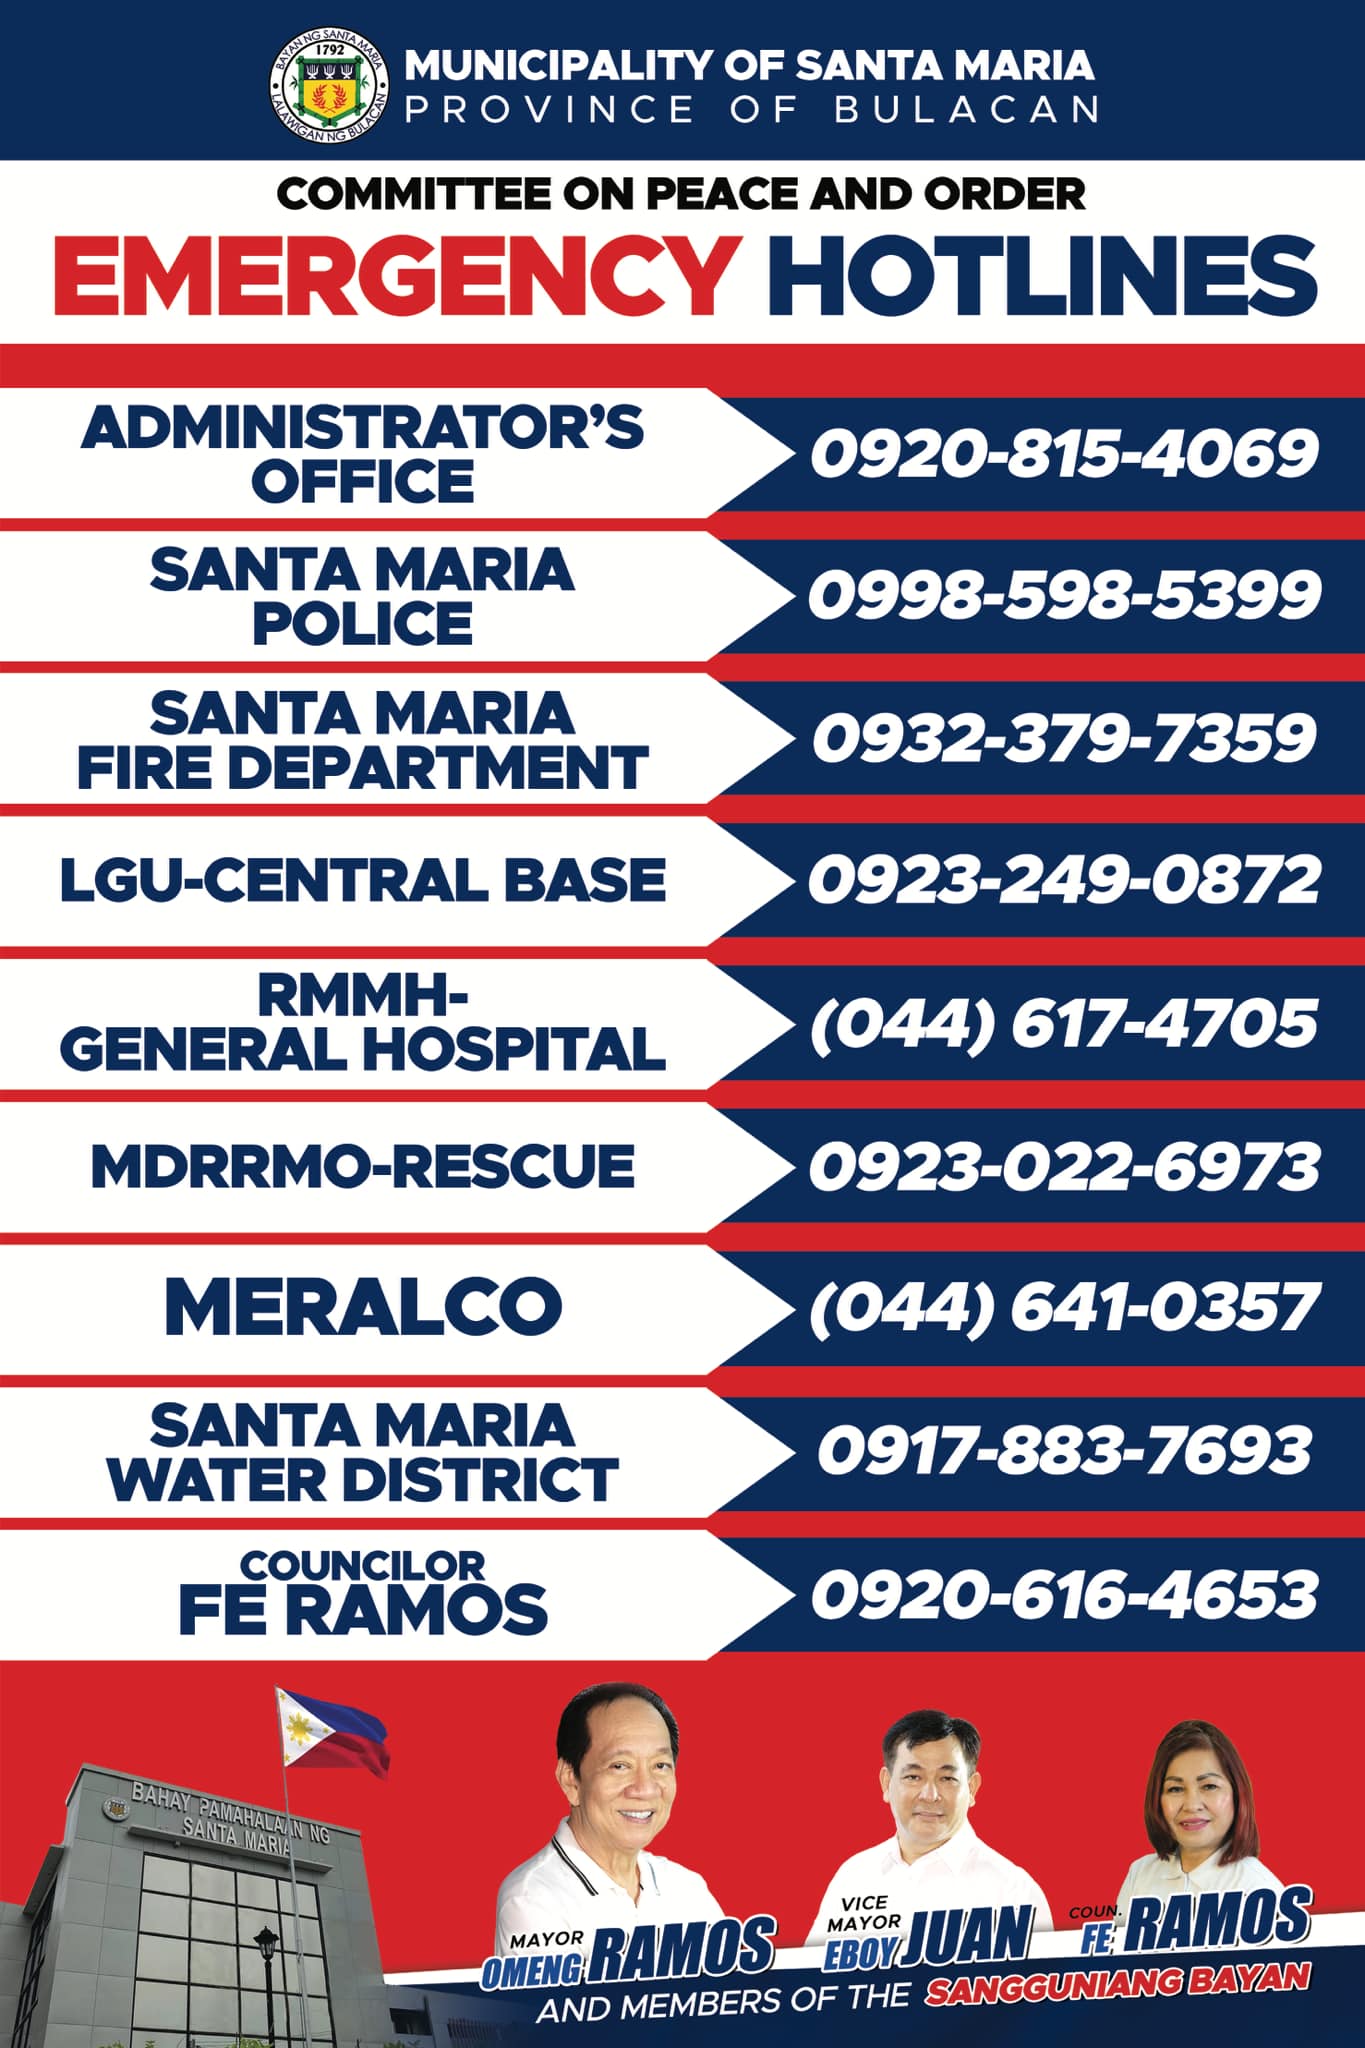 BAYAN NG SANTA MARIA
1792
LALAWIGAN NG BULACAN
MUNICIPALITY OF SANTA MARIA
PROVINCE OF BULACAN
COMMITTEE ON PEACE AND ORDER
EMERGENCY HOTLINES
ADMINISTRATOR'S
OFFICE
0920-815-4069
SANTA MARIA
POLICE
0998-598-5399
SANTA MARIA
FIRE DEPARTMENT
0932-379-7359
LGU-CENTRAL BASE
0923-249-0872
RMMH-
GENERAL HOSPITAL
(044) 617-4705
MDRRMO-RESCUE
0923-022-6973
MERALCO
(044) 641-0357
SANTA MARIA
WATER DISTRICT
0917-883-7693
COUNCILOR
FE RAMOS
0920-616-4653
BAHAY PAMAHALAAN NG
SANTA MARIA
MAYOR
OMENG RAMOS
VICE
MAYOR
EBOY JUAN
COUN.
FE RAMOS
AND MEMBERS OF THE SANGGUNIANG BAYAN